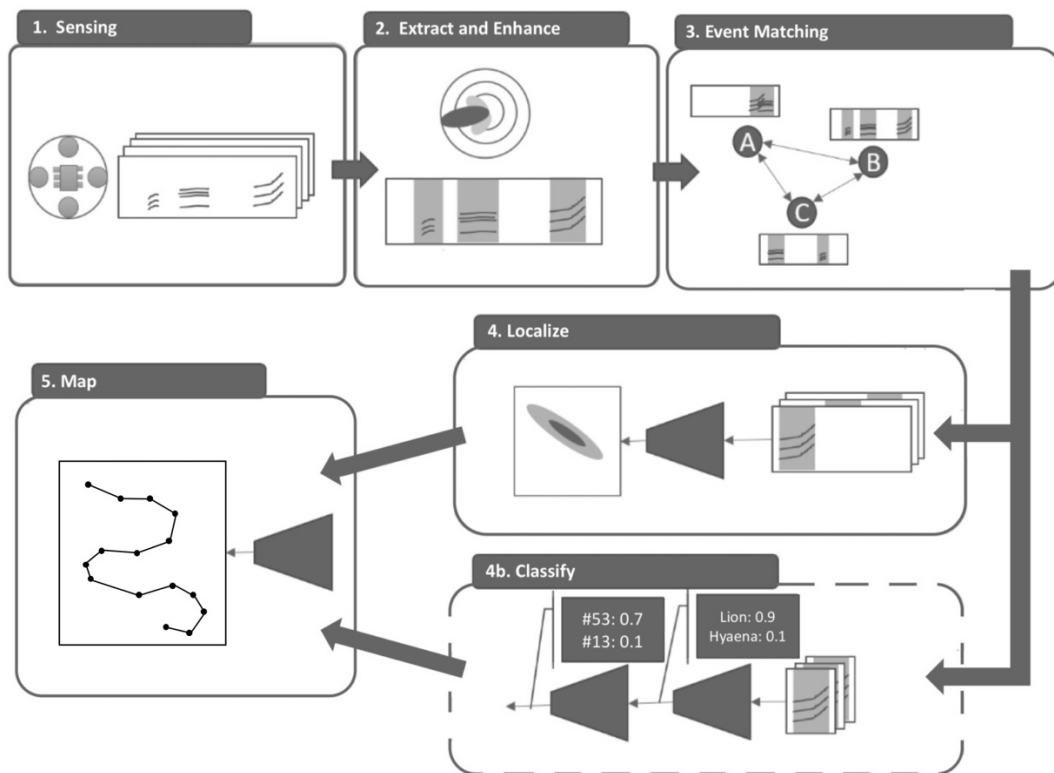 1. Sensing
2. Extract and Enhance
3. Event Matching
A
B
C
4. Localize
5. Map
4b. Classify
#53: 0.7
#13: 0.1
Lion: 0.9
Hyaena: 0.1